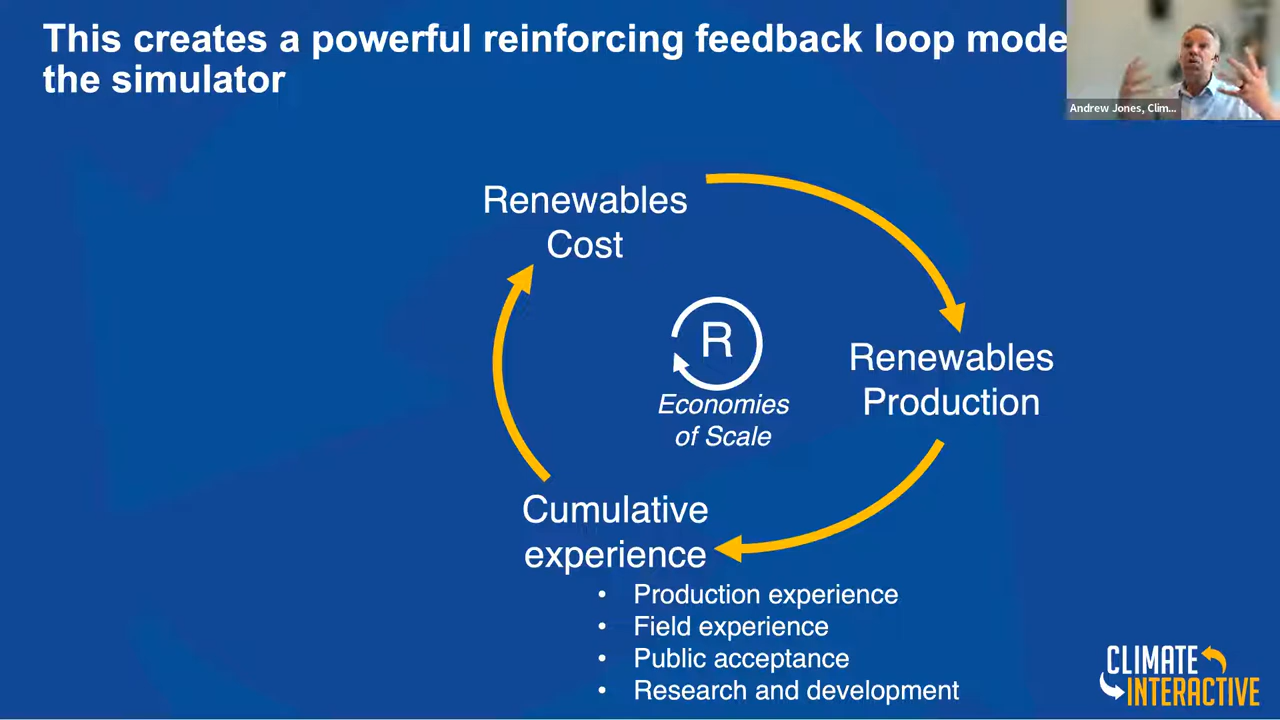 This creates a powerful reinforcing feedback loop mode
the simulator
Andrew Jones, Clim...
Renewables
Cost
R
Economies
of Scale
Renewables
Production
Cumulative
experience
• Production experience
• Field experience
• Public acceptance
• Research and development
CLIMATE
INTERACTIVE